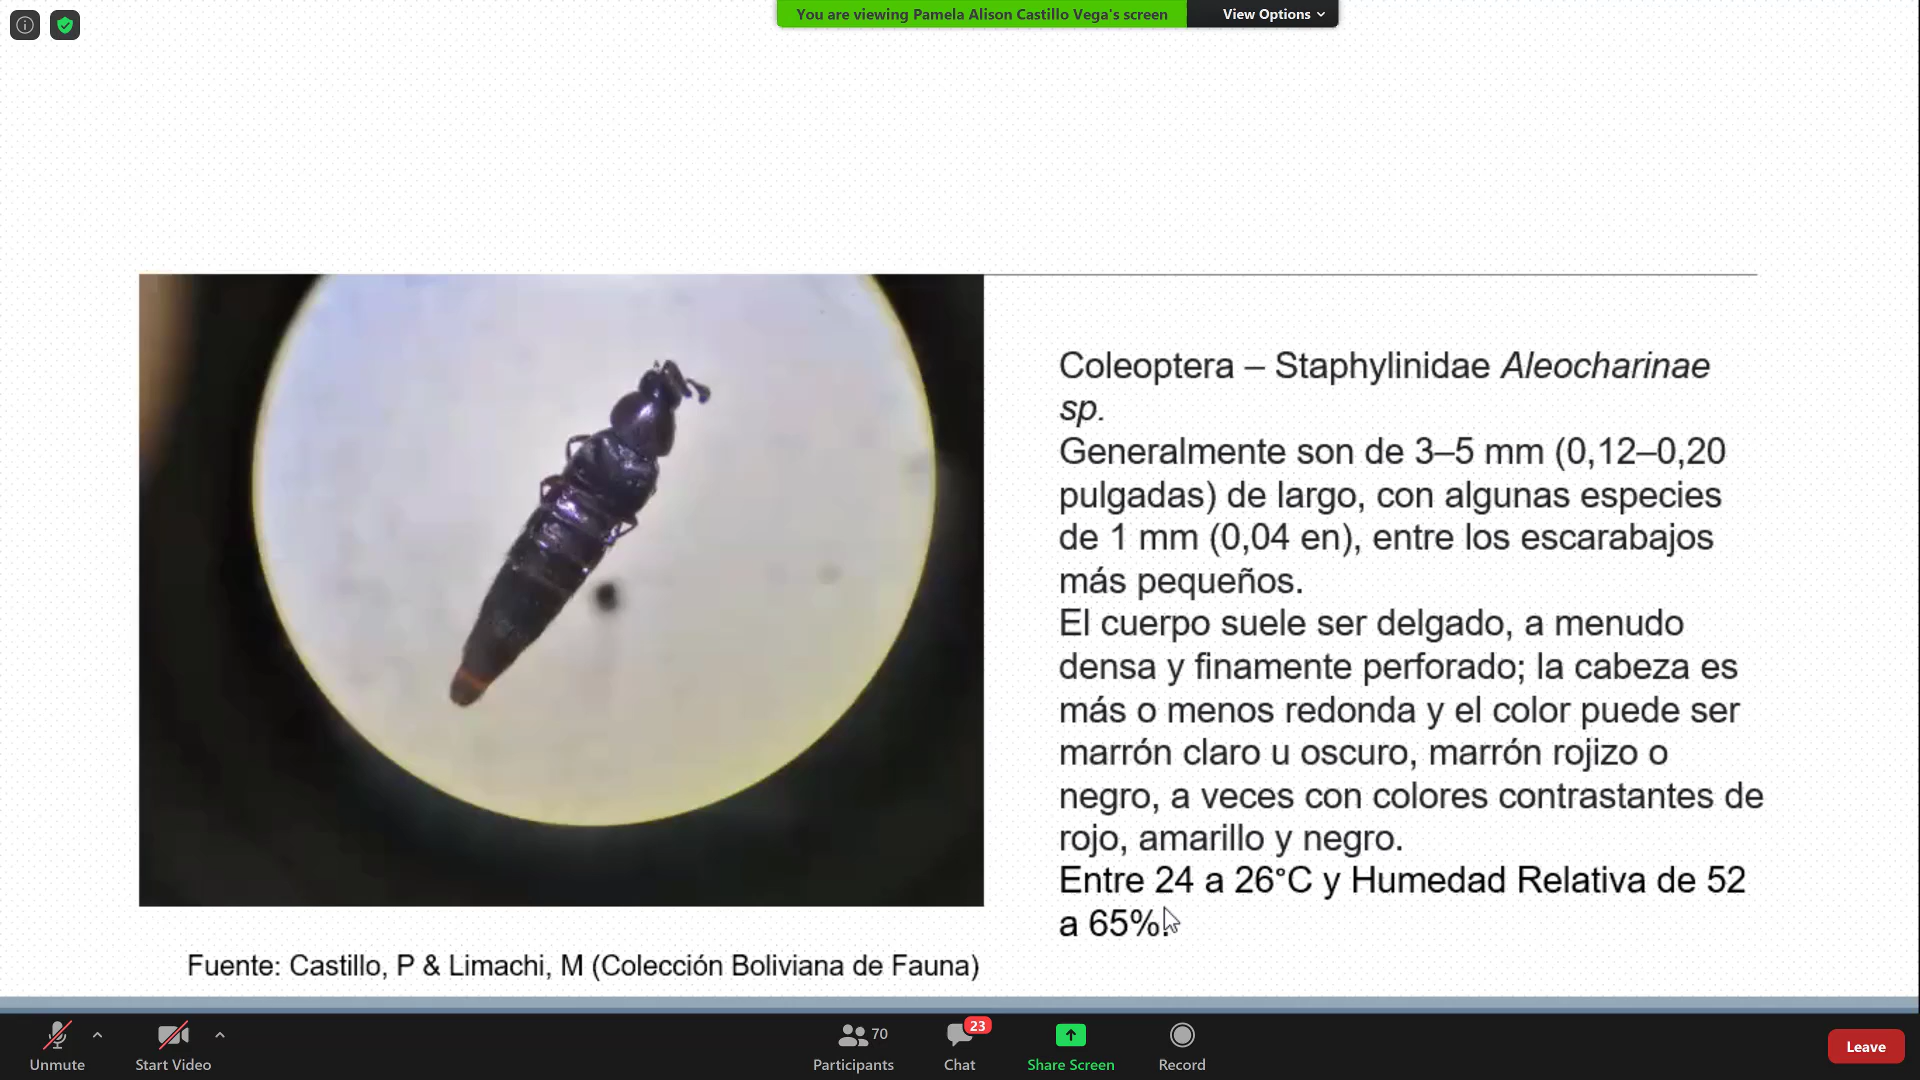 You are viewing Pamela Alison Castillo Vega's screen
View Options
Coleoptera – Staphylinidae Aleocharinae
sp.
Generalmente son de 3–5 mm (0,12–0,20
pulgadas) de largo, con algunas especies
de 1 mm (0,04 en), entre los escarabajos
más pequeños.
El cuerpo suele ser delgado, a menudo
densa y finamente perforado; la cabeza es
más o menos redonda y el color puede ser
marrón claro u oscuro, marrón rojizo o
negro, a veces con colores contrastantes de
rojo, amarillo y negro.
Entre 24 a 26°C y Humedad Relativa de 52
a 65%.
Fuente: Castillo, P & Limachi, M (Colección Boliviana de Fauna)
Unmute
Start Video
70
Participants
23
Chat
Share Screen
Record
Leave